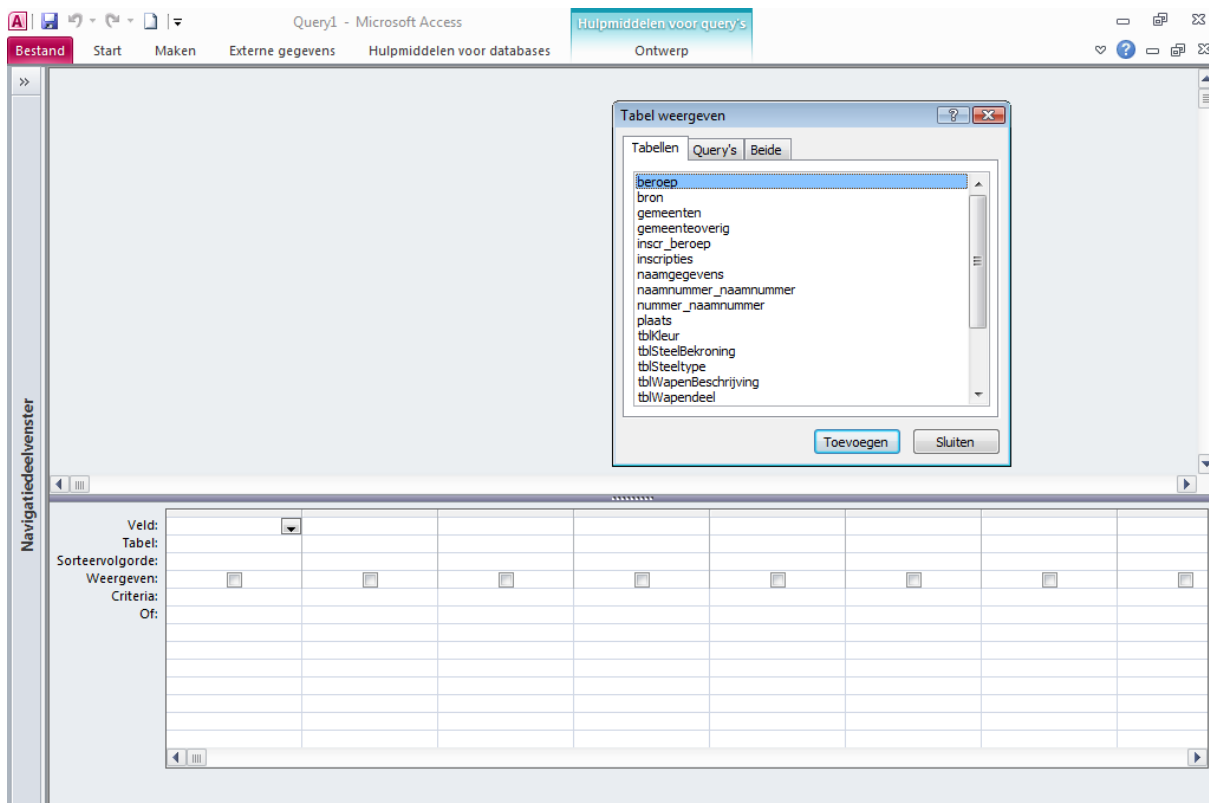 Query1 - Microsoft Access
Hulpmiddelen voor query's
Bestand Start Maken Externe gegevens Hulpmiddelen voor databases Ontwerp
Tabel weergeven
Tabellen Query's Beide
beroep
bron
gemeenten
gemeenteoverig
inscr_beroep
inscripties
naamgegevens
naamnummer_naamnummer
nummer_naamnummer
plaats
tblKleur
tblSteelBekroning
tblSteeltype
tblWapenBeschrijving
tblWapendeel
Toevoegen Sluiten
Navigatiedeelvenster
Veld:
Tabel:
Sorteervolgorde:
Weergeven:
Criteria:
Of: